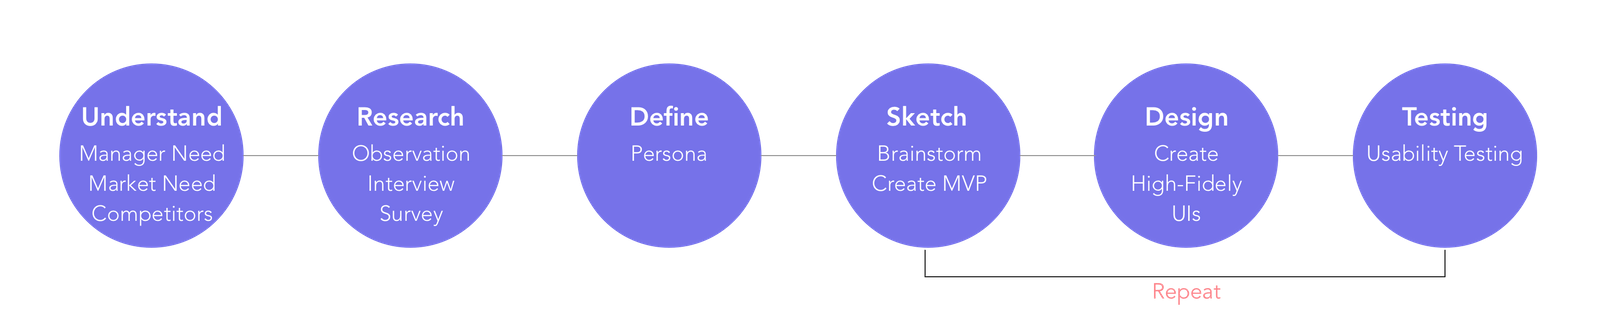 Understand
Manager Need
Market Need
Competitors
Research
Observation
Interview
Survey
Define
Persona
Sketch
Brainstorm
Create MVP
Design
Create
High-Fidely
UIs
Testing
Usability Testing
Repeat